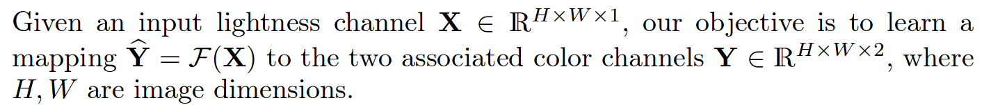 Given an input lightness channel $\mathbf{X} \in \mathbb{R}^{H \times W \times 1}$, our objective is to learn a
mapping $\widehat{\mathbf{Y}} = \mathcal{F}(\mathbf{X})$ to the two associated color channels $\mathbf{Y} \in \mathbb{R}^{H \times W \times 2}$, where
$H, W$ are image dimensions.